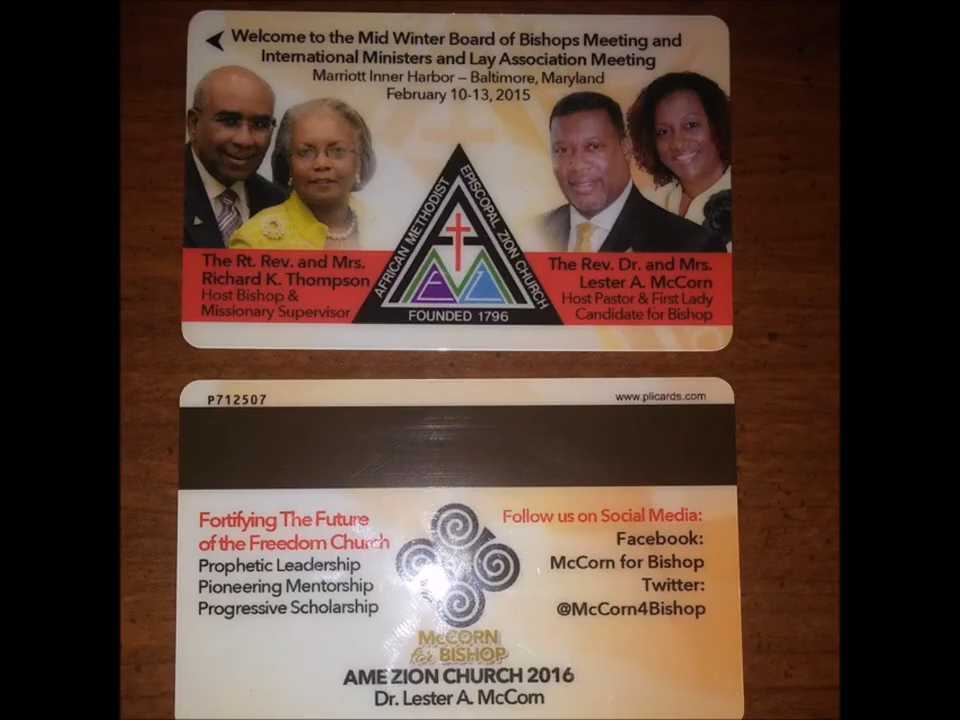 Welcome to the Mid Winter Board of Bishops Meeting and
International Ministers and Lay Association Meeting
Marriott Inner Harbor – Baltimore, Maryland
February 10-13, 2015
AFRICAN METHODIST
EPISCOPAL ZION CHURCH
FOUNDED 1796
The Rt. Rev. and Mrs.
Richard K. Thompson
Host Bishop &
Missionary Supervisor
The Rev. Dr. and Mrs.
Lester A. McCorn
Host Pastor & First Lady
Candidate for Bishop
P712507
www.plicards.com
Fortifying The Future
of the Freedom Church
Prophetic Leadership
Pioneering Mentorship
Progressive Scholarship
Follow us on Social Media:
Facebook:
McCorn for Bishop
Twitter:
@McCorn4Bishop
McCORN
for BISHOP
AME ZION CHURCH 2016
Dr. Lester A. McCorn